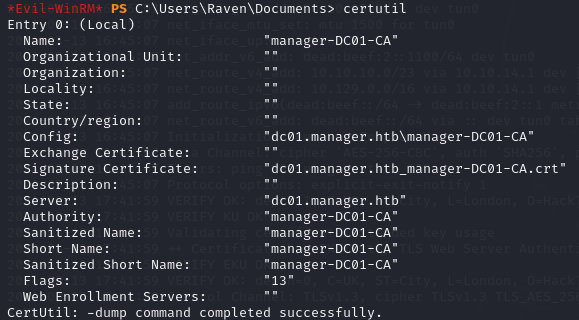 *Evil-WinRM* PS C:\Users\Raven\Documents> certutil
Entry 0: (Local)
Name: "manager-DC01-CA"
Organizational Unit: ""
Organization: ""
Locality: ""
State: ""
Country/region: ""
Config: "dc01.manager.htb\manager-DC01-CA"
Exchange Certificate: ""
Signature Certificate: "dc01.manager.htb_manager-DC01-CA.crt"
Description: ""
Server: "dc01.manager.htb"
Authority: "manager-DC01-CA"
Sanitized Name: "manager-DC01-CA"
Short Name: "manager-DC01-CA"
Sanitized Short Name: "manager-DC01-CA"
Flags: "13"
Web Enrollment Servers: ""
CertUtil: -dump command completed successfully.